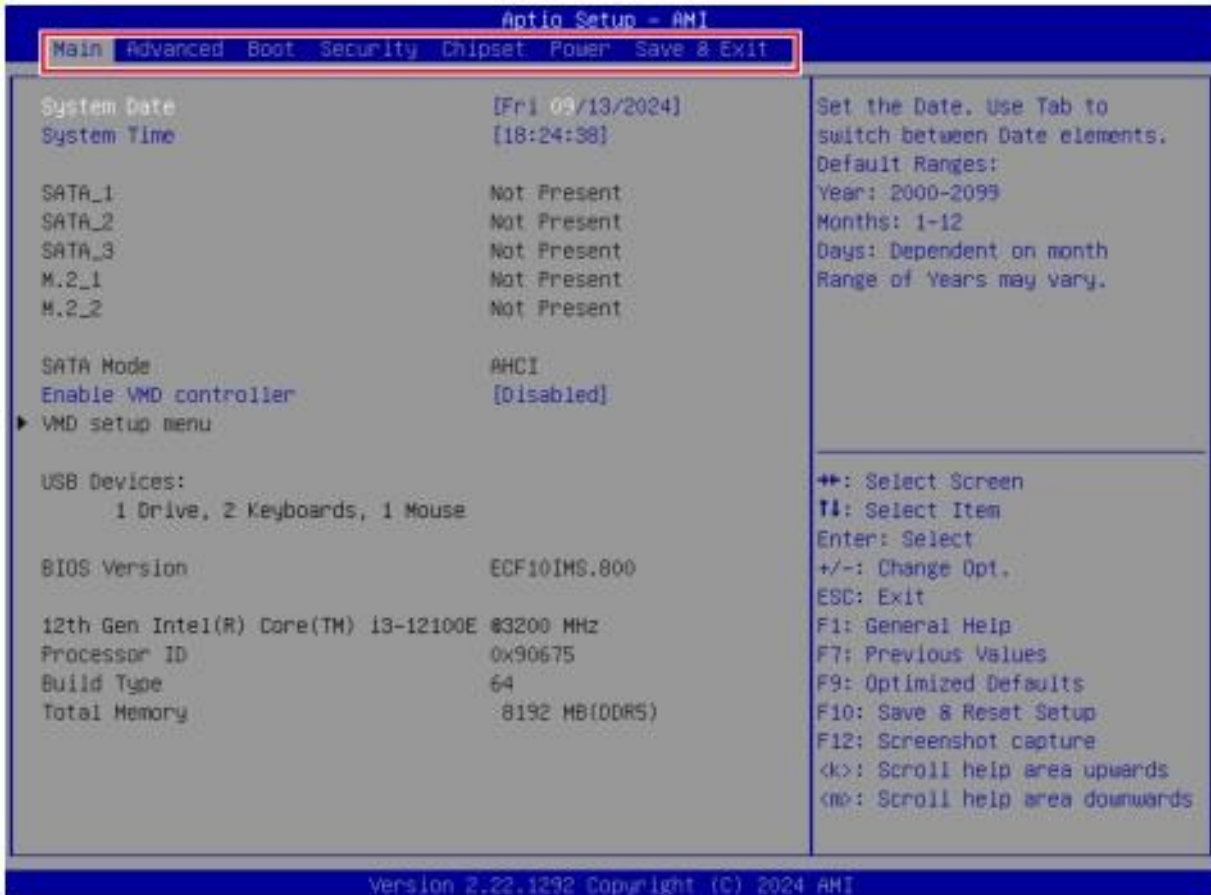 Aptio Setup - AMI
Main Advanced Boot Security Chipset Power Save & Exit
System Date [Fri 09/13/2024]
System Time [18:24:38]
SATA_1 Not Present
SATA_2 Not Present
SATA_3 Not Present
M.2_1 Not Present
M.2_2 Not Present
SATA Mode AHCI
Enable VMD controller [Disabled]
VMD setup menu
USB Devices:
1 Drive, 2 Keyboards, 1 Mouse
BIOS Version ECF10IMS.800
12th Gen Intel(R) Core(TM) i3-12100E @3200 MHz
Processor ID 0x90675
Build Type 64
Total Memory 8192 MB(DDR5)
Set the Date. Use Tab to
switch between Date elements.
Default Ranges:
Year: 2000-2099
Months: 1-12
Days: Dependent on month
Range of Years may vary.
→←: Select Screen
↑↓: Select Item
Enter: Select
+/-: Change Opt.
ESC: Exit
F1: General Help
F7: Previous Values
F9: Optimized Defaults
F10: Save & Reset Setup
F12: Screenshot capture
<k>: Scroll help area upwards
<m>: Scroll help area downwards
Version 2.22.1292 Copyright (C) 2024 AMI